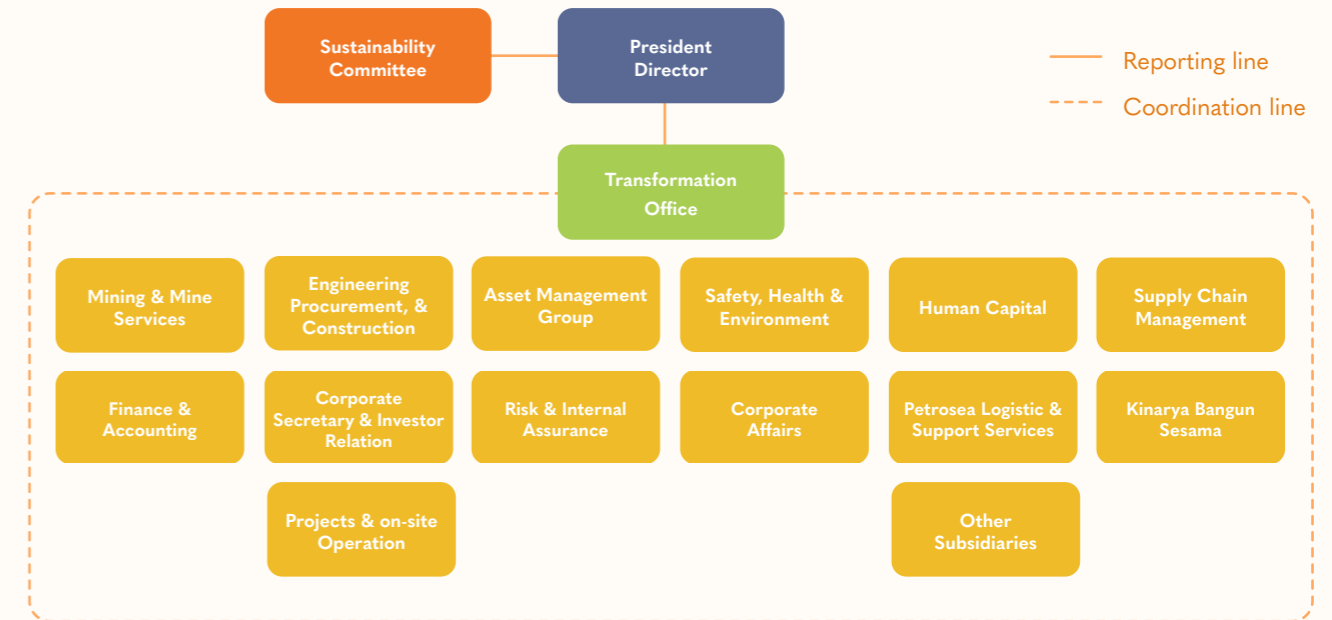 Sustainability
Committee
President
Director
Reporting line
Coordination line
Transformation
Office
Mining & Mine
Services
Engineering
Procurement, &
Construction
Asset Management
Group
Safety, Health &
Environment
Human Capital
Supply Chain
Management
Finance &
Accounting
Corporate
Secretary & Investor
Relation
Risk & Internal
Assurance
Corporate
Affairs
Petrosea Logistic &
Support Services
Kinarya Bangun
Sesama
Projects & on-site
Operation
Other
Subsidiaries